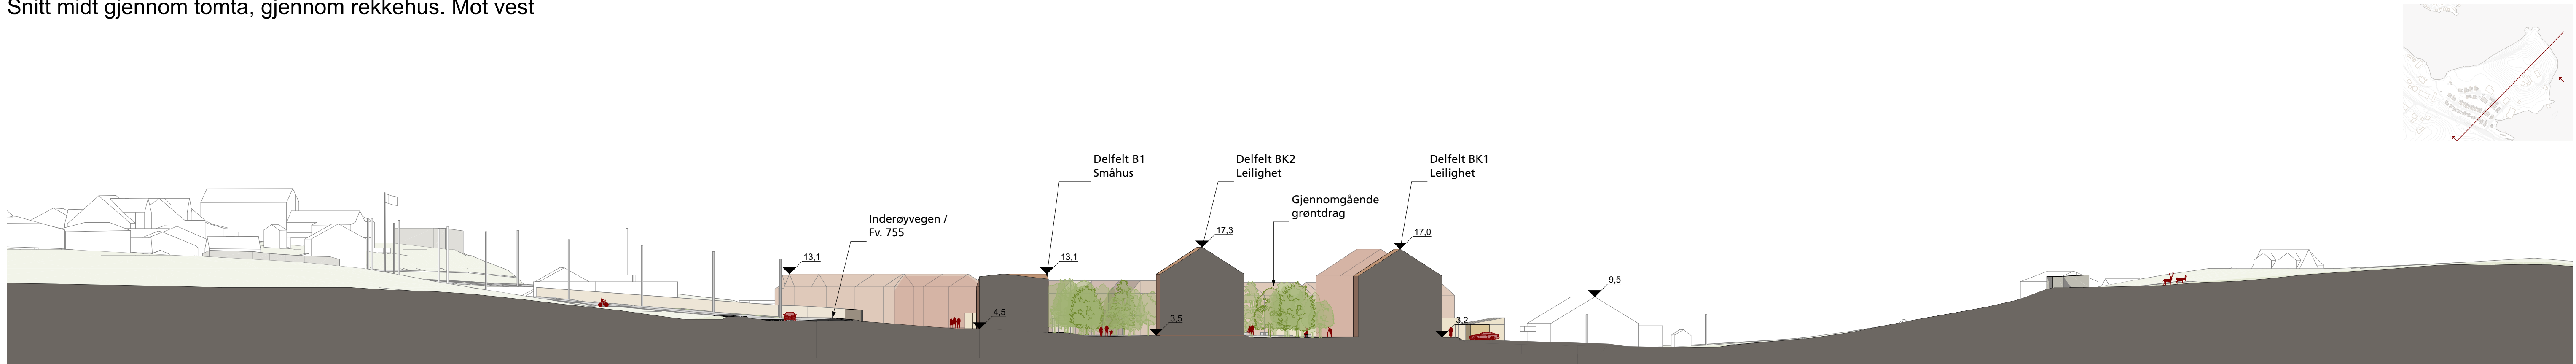 Snitt midt gjennom tomta, gjennom rekkehus. Mot vest
Delfelt B1
Småhus
Delfelt BK2
Leilighet
Delfelt BK1
Leilighet
Gjennomgående
grøntdrag
Inderøyvegen /
Fv. 755
17,3
17,0
13,1
13,1
9,5
4,5
3,5
3,2